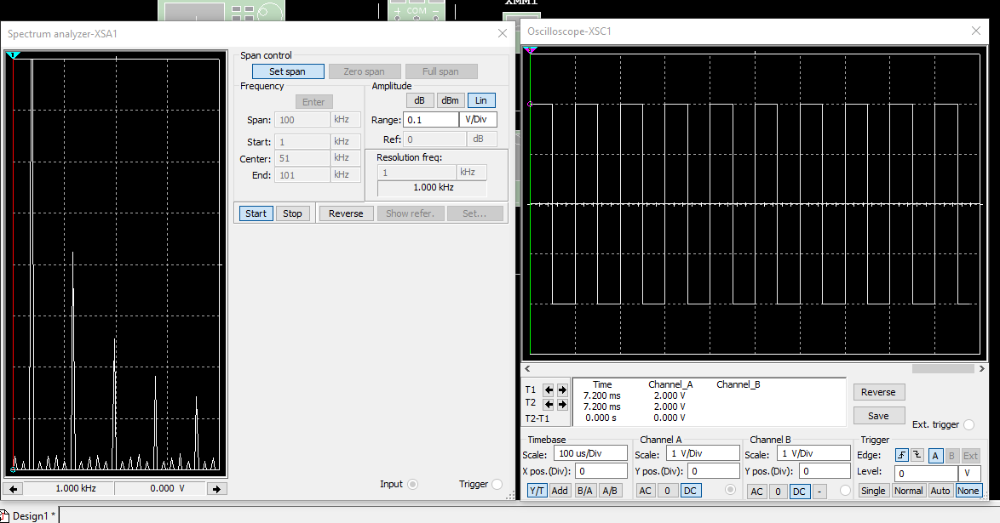 + COM -
XMM1
Spectrum analyzer-XSA1
Span control
Set span Zero span Full span
Frequency
Enter
Span: 100 kHz
Start: 1 kHz
Center: 51 kHz
End: 101 kHz
Amplitude
dB dBm Lin
Range: 0.1 V/Div
Ref: 0 dB
Resolution freq:
1 kHz
1.000 kHz
Start Stop Reverse Show refer. Set...
1.000 kHz 0.000 V
Input Trigger
Oscilloscope-XSC1
Time Channel_A Channel_B
T1 7.200 ms 2.000 V
T2 7.200 ms 2.000 V
T2-T1 0.000 s 0.000 V
Reverse
Save
Ext. trigger
Timebase
Scale: 100 us/Div
X pos.(Div): 0
Y/T Add B/A A/B
Channel A
Scale: 1 V/Div
Y pos.(Div): 0
AC 0 DC
Channel B
Scale: 1 V/Div
Y pos.(Div): 0
AC 0 DC -
Trigger
Edge: A B Ext
Level: 0 V
Single Normal Auto None
Design1 *